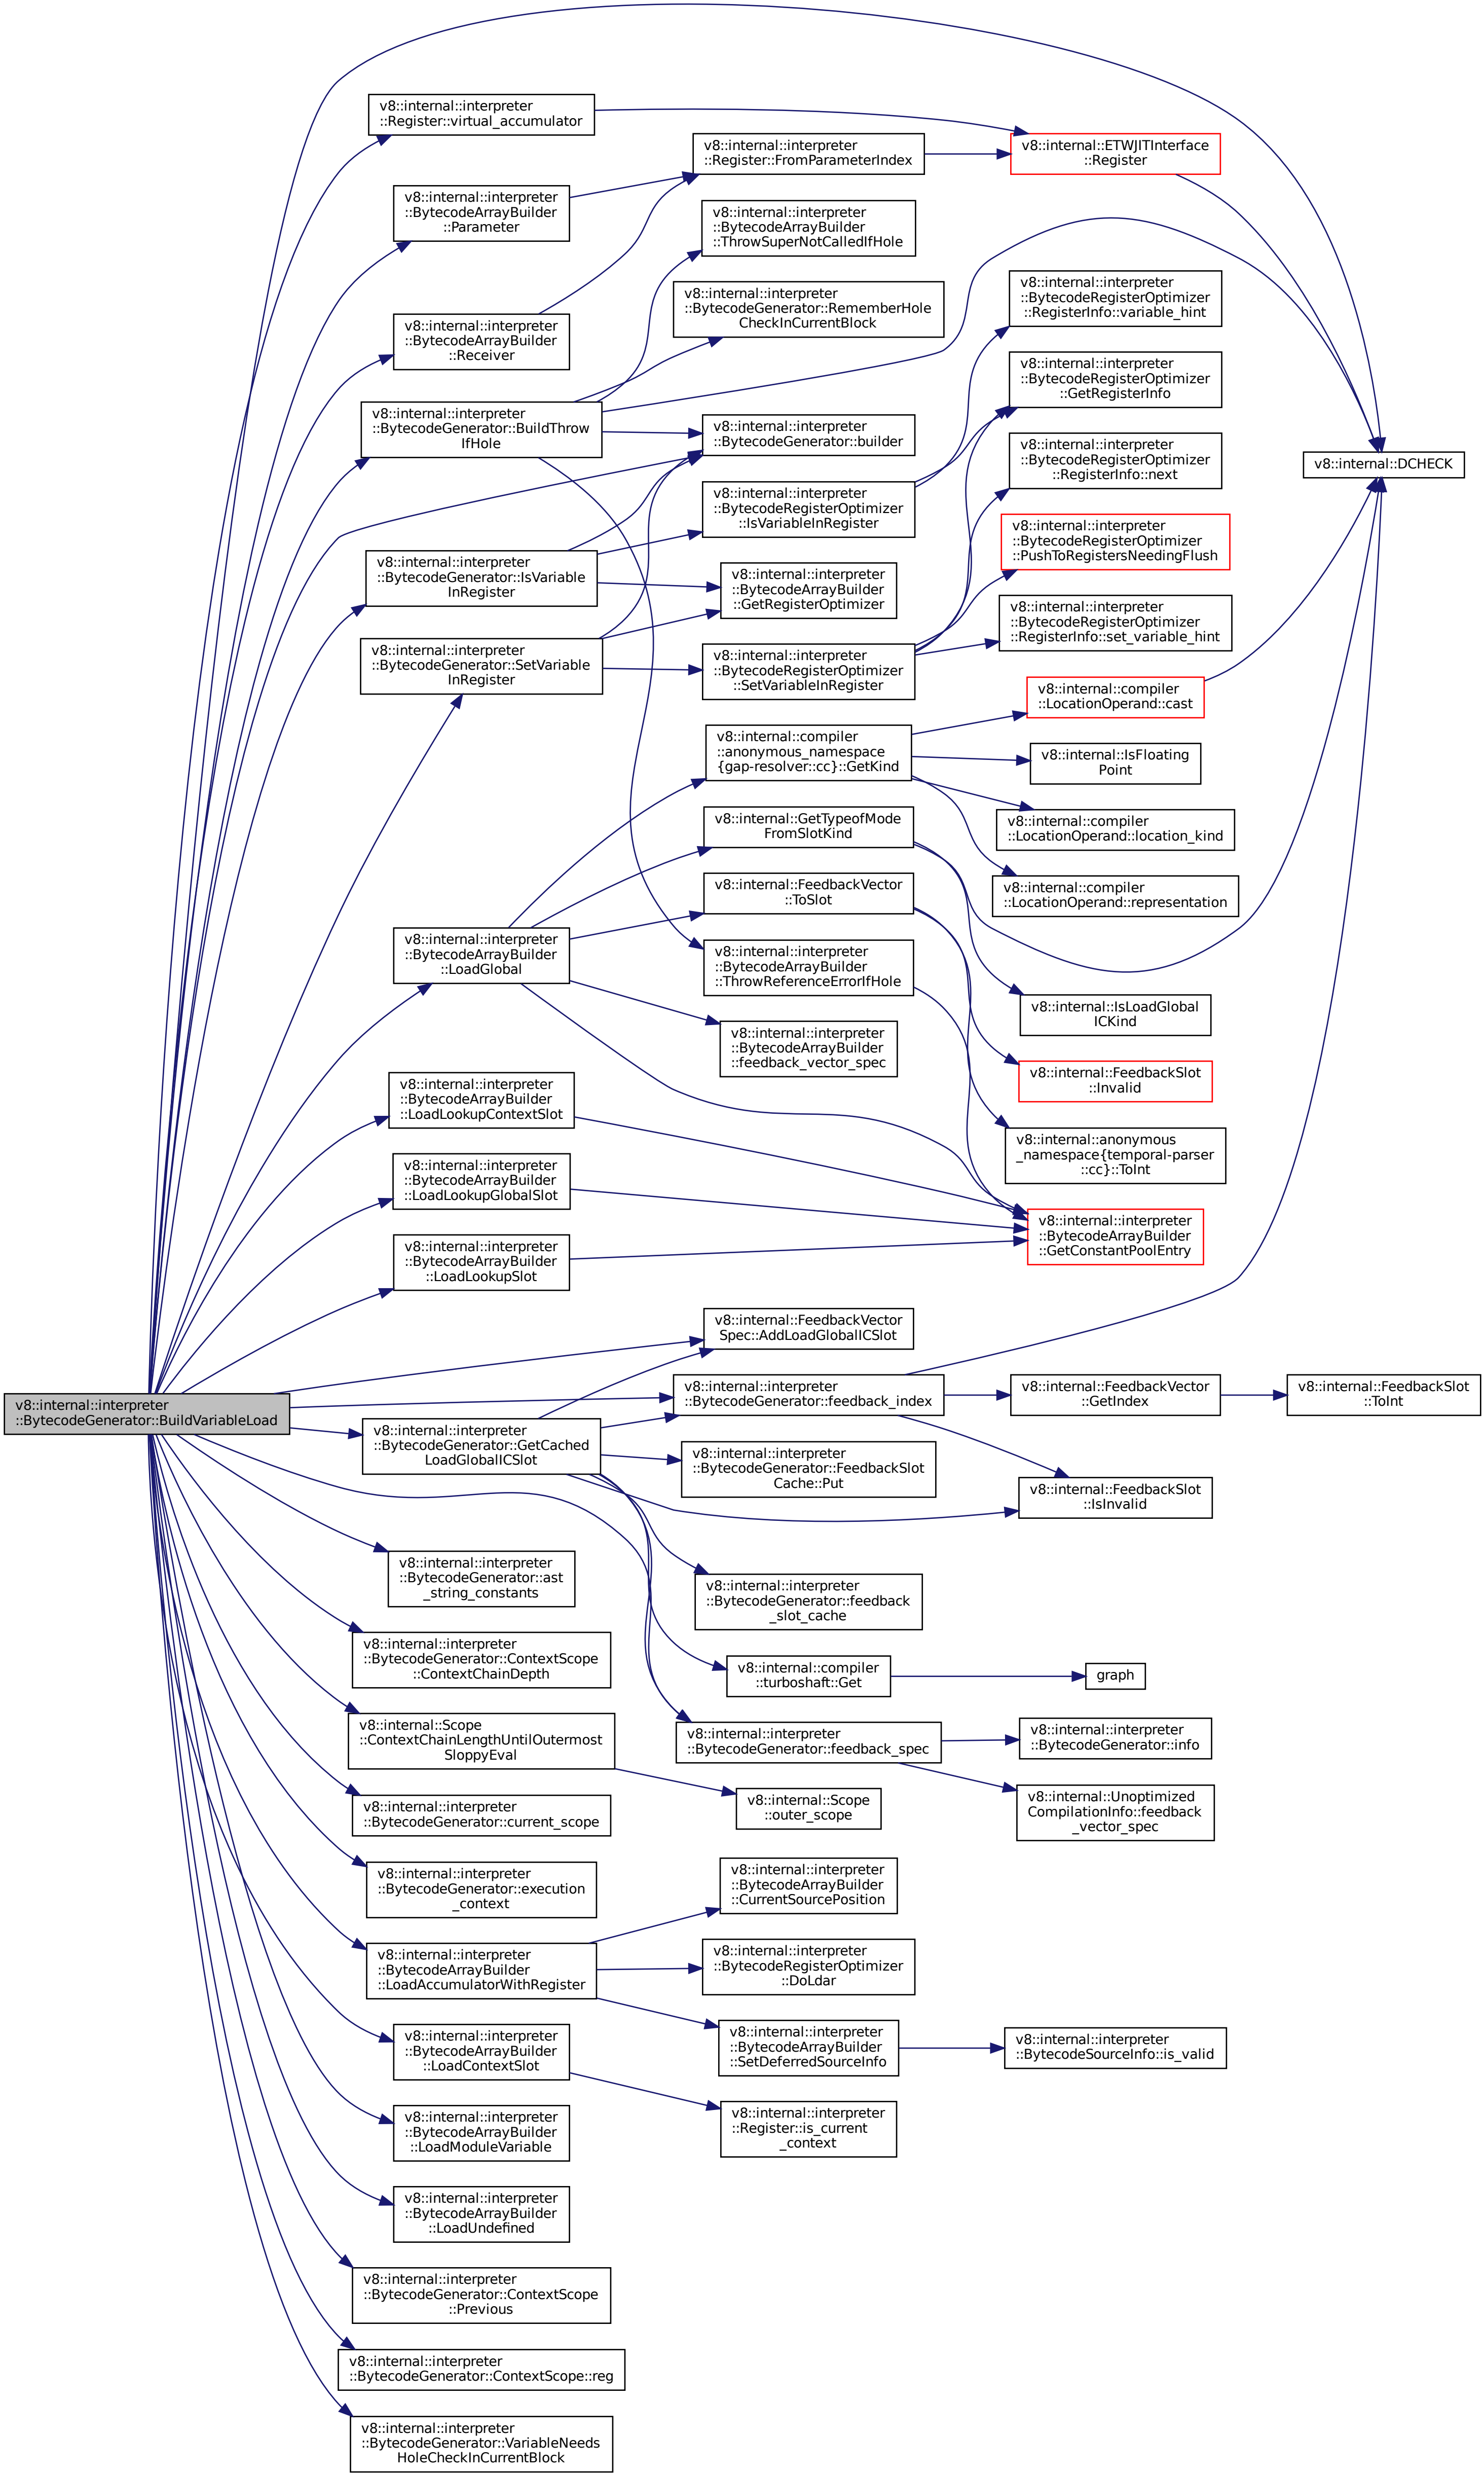 v8::internal::interpreter
::BytecodeGenerator::BuildVariableLoad
v8::internal::interpreter
::Register::virtual_accumulator
v8::internal::interpreter
::BytecodeArrayBuilder
::Parameter
v8::internal::interpreter
::BytecodeArrayBuilder
::Receiver
v8::internal::interpreter
::BytecodeGenerator::BuildThrow
IfHole
v8::internal::interpreter
::BytecodeGenerator::IsVariable
InRegister
v8::internal::interpreter
::BytecodeGenerator::SetVariable
InRegister
v8::internal::interpreter
::BytecodeArrayBuilder
::LoadGlobal
v8::internal::interpreter
::BytecodeArrayBuilder
::LoadLookupContextSlot
v8::internal::interpreter
::BytecodeArrayBuilder
::LoadLookupGlobalSlot
v8::internal::interpreter
::BytecodeArrayBuilder
::LoadLookupSlot
v8::internal::interpreter
::BytecodeGenerator::GetCached
LoadGlobalICSlot
v8::internal::interpreter
::BytecodeGenerator::ast
_string_constants
v8::internal::interpreter
::BytecodeGenerator::ContextScope
::ContextChainDepth
v8::internal::Scope
::ContextChainLengthUntilOutermost
SloppyEval
v8::internal::interpreter
::BytecodeGenerator::current_scope
v8::internal::interpreter
::BytecodeGenerator::execution
_context
v8::internal::interpreter
::BytecodeArrayBuilder
::LoadAccumulatorWithRegister
v8::internal::interpreter
::BytecodeArrayBuilder
::LoadContextSlot
v8::internal::interpreter
::BytecodeArrayBuilder
::LoadModuleVariable
v8::internal::interpreter
::BytecodeArrayBuilder
::LoadUndefined
v8::internal::interpreter
::BytecodeGenerator::ContextScope
::Previous
v8::internal::interpreter
::BytecodeGenerator::ContextScope::reg
v8::internal::interpreter
::BytecodeGenerator::VariableNeeds
HoleCheckInCurrentBlock
v8::internal::interpreter
::Register::FromParameterIndex
v8::internal::interpreter
::BytecodeArrayBuilder
::ThrowSuperNotCalledIfHole
v8::internal::interpreter
::BytecodeGenerator::RememberHole
CheckInCurrentBlock
v8::internal::interpreter
::BytecodeGenerator::builder
v8::internal::interpreter
::BytecodeRegisterOptimizer
::IsVariableInRegister
v8::internal::interpreter
::BytecodeArrayBuilder
::GetRegisterOptimizer
v8::internal::interpreter
::BytecodeRegisterOptimizer
::SetVariableInRegister
v8::internal::compiler
::anonymous_namespace
{gap-resolver::cc}::GetKind
v8::internal::GetTypeofMode
FromSlotKind
v8::internal::FeedbackVector
::ToSlot
v8::internal::interpreter
::BytecodeArrayBuilder
::ThrowReferenceErrorIfHole
v8::internal::interpreter
::BytecodeArrayBuilder
::feedback_vector_spec
v8::internal::FeedbackVector
Spec::AddLoadGlobalICSlot
v8::internal::interpreter
::BytecodeGenerator::feedback_index
v8::internal::interpreter
::BytecodeGenerator::FeedbackSlot
Cache::Put
v8::internal::interpreter
::BytecodeGenerator::feedback
_slot_cache
v8::internal::compiler
::turboshaft::Get
v8::internal::interpreter
::BytecodeGenerator::feedback_spec
v8::internal::Scope
::outer_scope
v8::internal::interpreter
::BytecodeArrayBuilder
::CurrentSourcePosition
v8::internal::interpreter
::BytecodeRegisterOptimizer
::DoLdar
v8::internal::interpreter
::BytecodeArrayBuilder
::SetDeferredSourceInfo
v8::internal::interpreter
::Register::is_current
_context
v8::internal::ETWJITInterface
::Register
v8::internal::interpreter
::BytecodeRegisterOptimizer
::RegisterInfo::variable_hint
v8::internal::interpreter
::BytecodeRegisterOptimizer
::GetRegisterInfo
v8::internal::interpreter
::BytecodeRegisterOptimizer
::RegisterInfo::next
v8::internal::interpreter
::BytecodeRegisterOptimizer
::PushToRegistersNeedingFlush
v8::internal::interpreter
::BytecodeRegisterOptimizer
::RegisterInfo::set_variable_hint
v8::internal::compiler
::LocationOperand::cast
v8::internal::IsFloating
Point
v8::internal::compiler
::LocationOperand::location_kind
v8::internal::compiler
::LocationOperand::representation
v8::internal::IsLoadGlobal
ICKind
v8::internal::FeedbackSlot
::Invalid
v8::internal::anonymous
_namespace{temporal-parser
::cc}::ToInt
v8::internal::interpreter
::BytecodeArrayBuilder
::GetConstantPoolEntry
v8::internal::FeedbackVector
::GetIndex
v8::internal::FeedbackSlot
::IsInvalid
graph
v8::internal::interpreter
::BytecodeGenerator::info
v8::internal::Unoptimized
CompilationInfo::feedback
_vector_spec
v8::internal::interpreter
::BytecodeSourceInfo::is_valid
v8::internal::DCHECK
v8::internal::FeedbackSlot
::ToInt